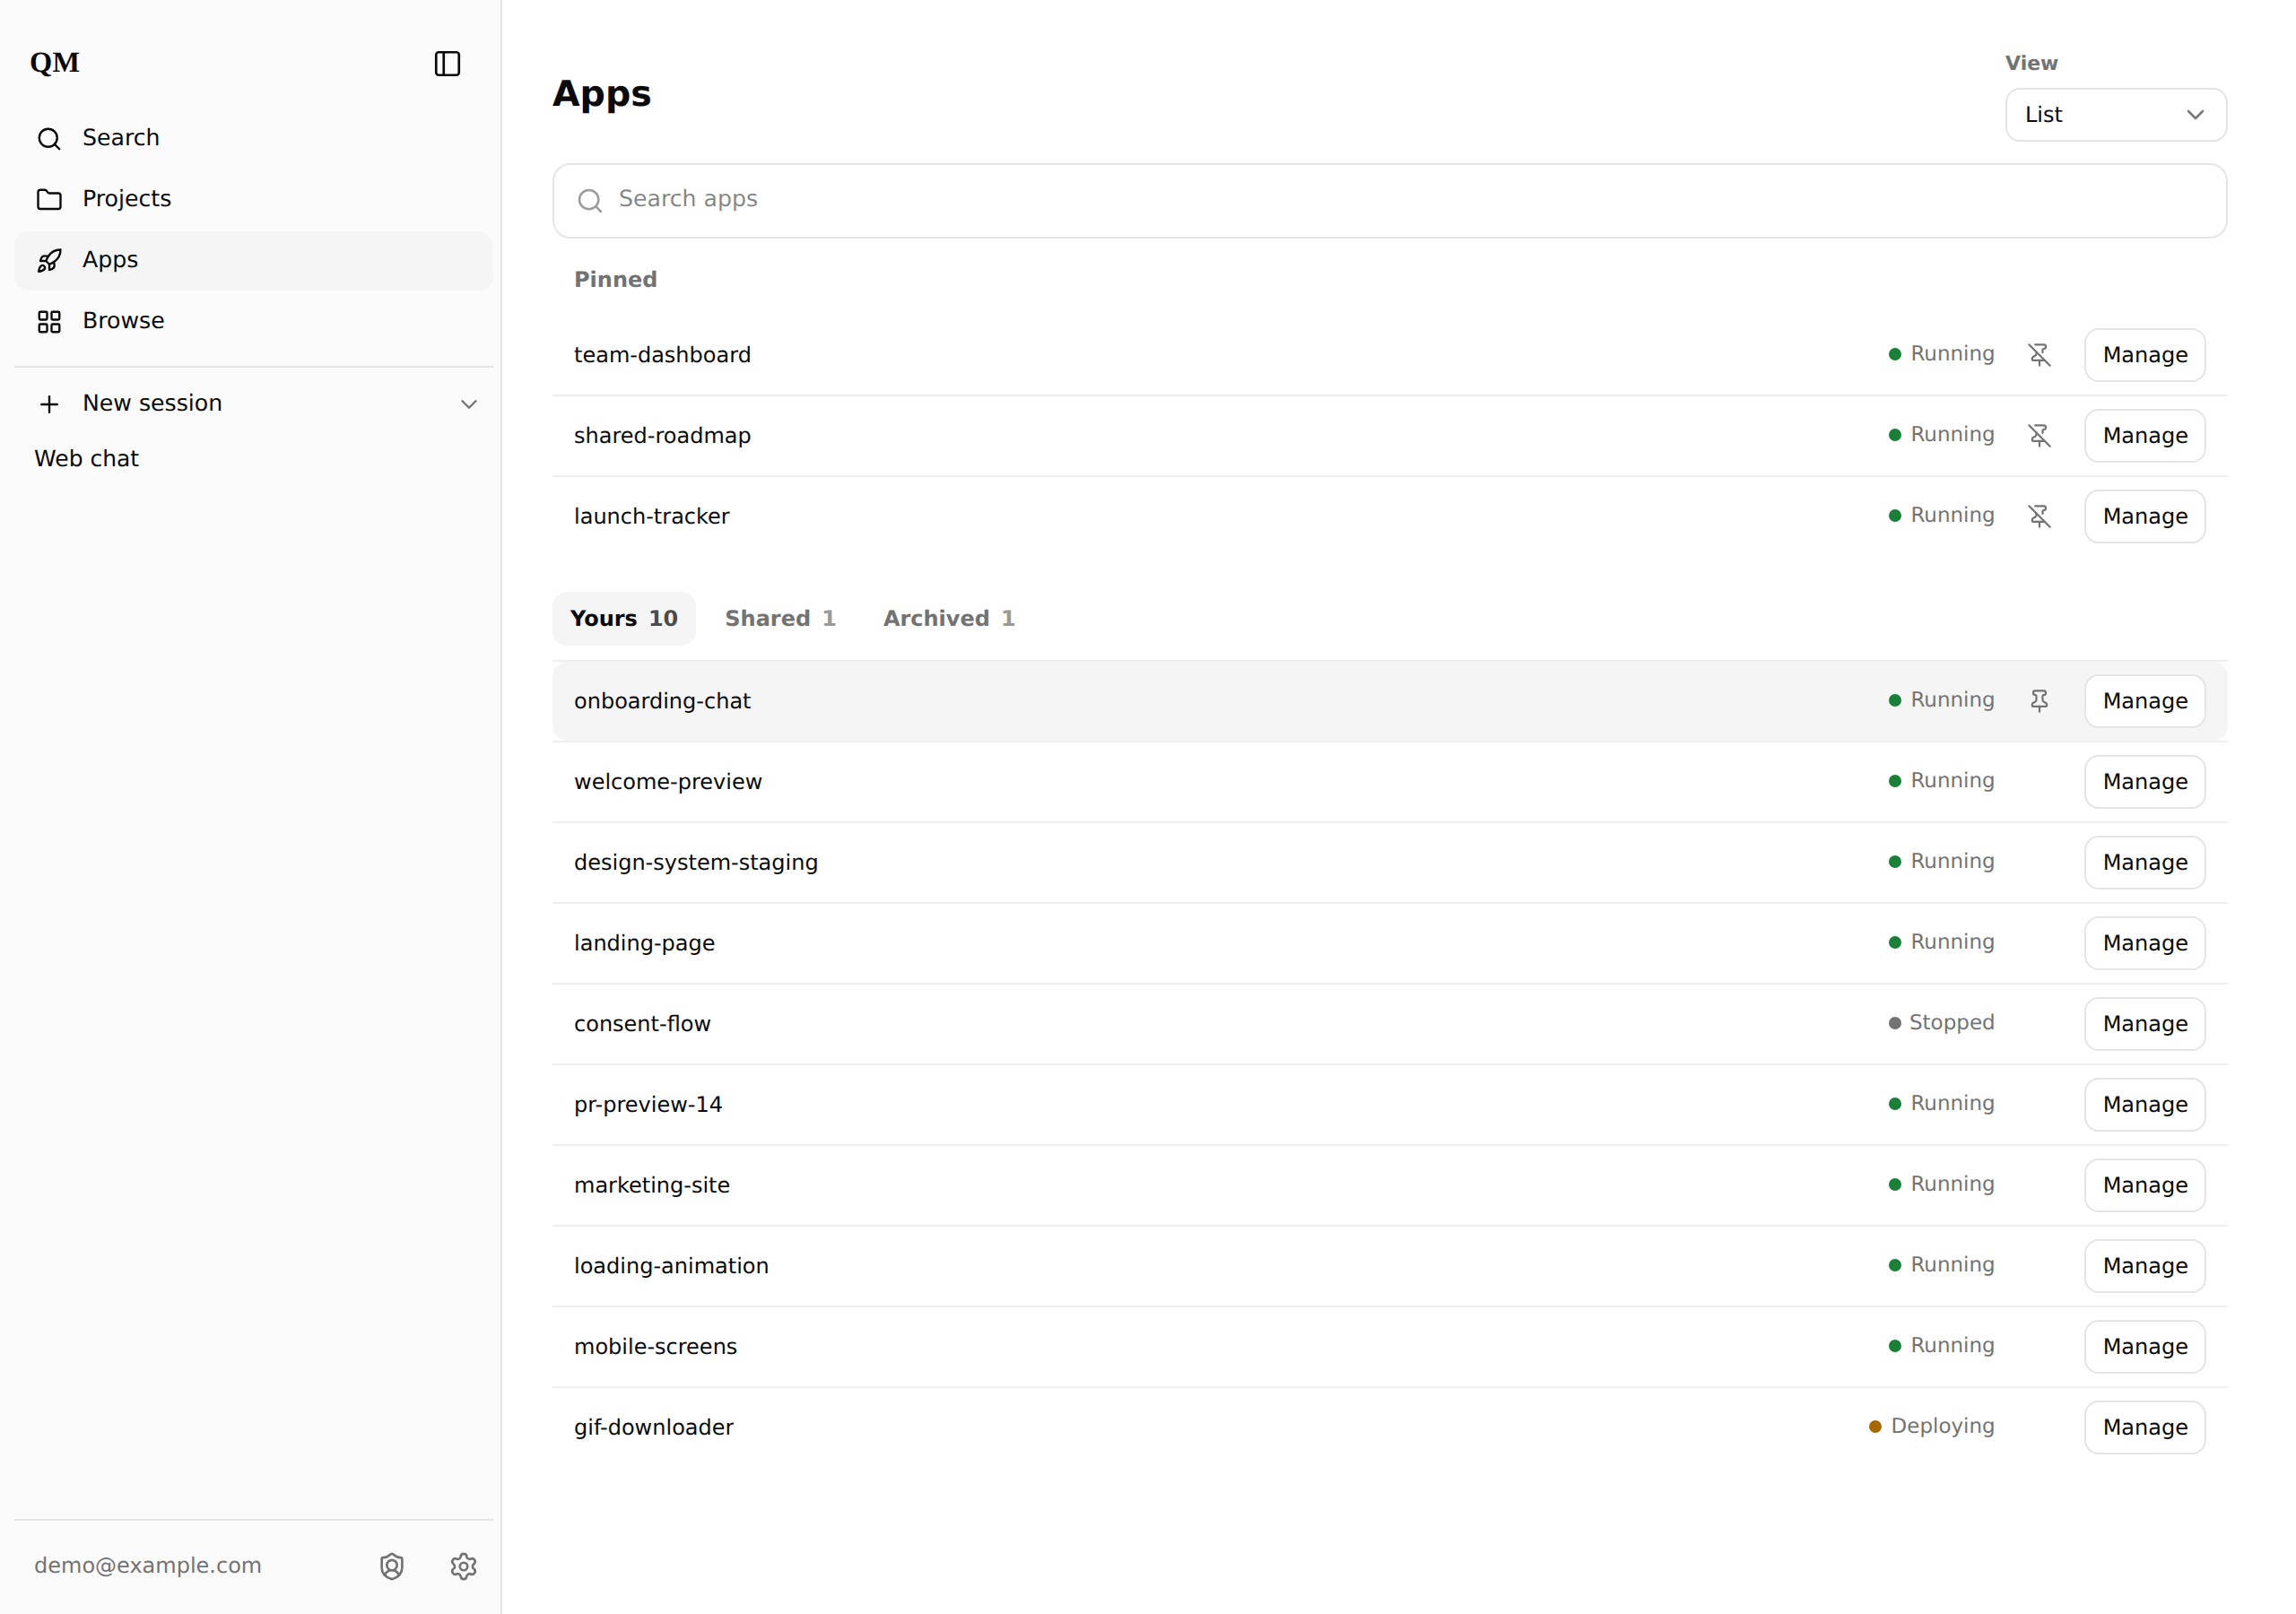 QM
Search
Projects
Apps
Browse
New session
Web chat
demo@example.com
Apps
View
List
Search apps
Pinned
team-dashboard Running Manage
shared-roadmap Running Manage
launch-tracker Running Manage
Yours 10 Shared 1 Archived 1
onboarding-chat Running Manage
welcome-preview Running Manage
design-system-staging Running Manage
landing-page Running Manage
consent-flow Stopped Manage
pr-preview-14 Running Manage
marketing-site Running Manage
loading-animation Running Manage
mobile-screens Running Manage
gif-downloader Deploying Manage